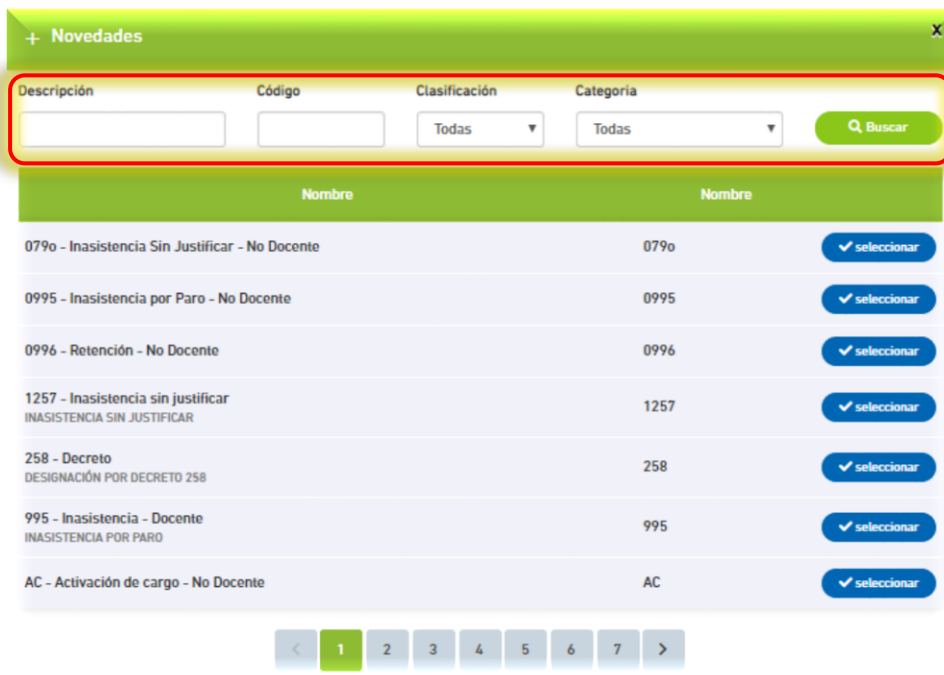 + Novedades x
Descripción Código Clasificación Categoria
Todas Todas Buscar
Nombre Nombre
079o - Inasistencia Sin Justificar - No Docente 079o seleccionar
0995 - Inasistencia por Paro - No Docente 0995 seleccionar
0996 - Retención - No Docente 0996 seleccionar
1257 - Inasistencia sin justificar
INASISTENCIA SIN JUSTIFICAR
1257 seleccionar
258 - Decreto
DESIGNACIÓN POR DECRETO 258
258 seleccionar
995 - Inasistencia - Docente
INASISTENCIA POR PARO
995 seleccionar
AC - Activación de cargo - No Docente AC seleccionar
< 1 2 3 4 5 6 7 >